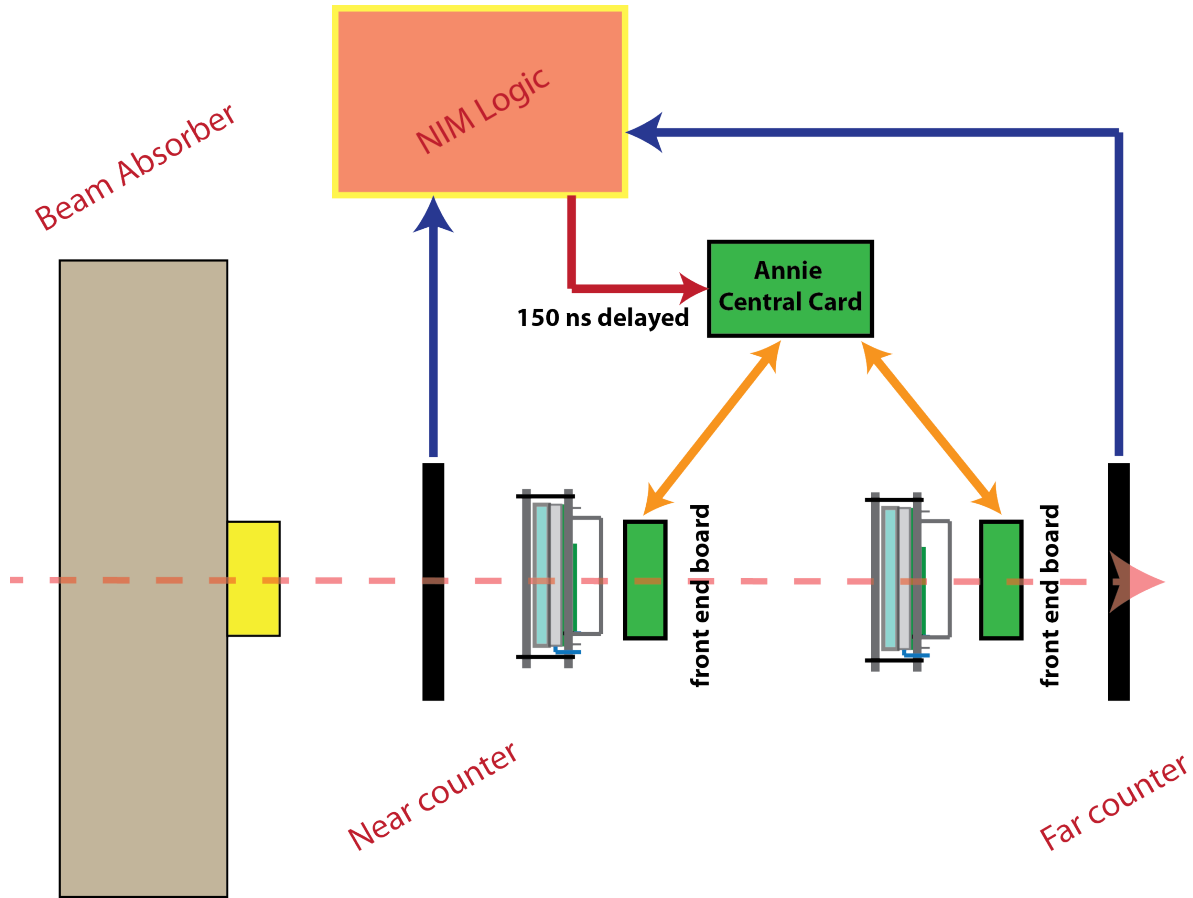 NIM Logic
Beam Absorber
Annie
Central Card
150 ns delayed
front end board
front end board
Near counter
Far counter